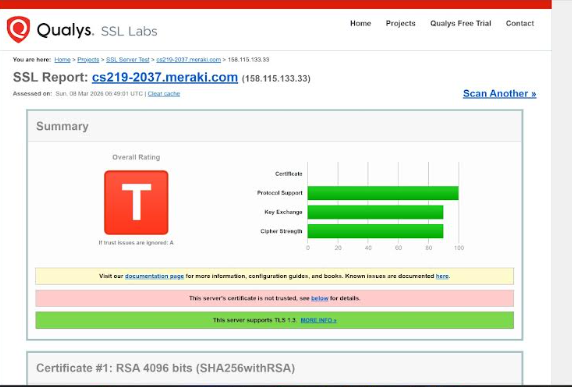 Qualys. SSL Labs
Home Projects Qualys Free Trial Contact
You are here: Home > Projects > SSL Server Test > cs219-2037.meraki.com > 158.115.133.33
SSL Report: cs219-2037.meraki.com (158.115.133.33)
Assessed on: Sun, 08 Mar 2026 06:49:01 UTC | Clear cache
Scan Another »
Summary
Overall Rating
T
If trust issues are ignored: A
Certificate
Protocol Support
Key Exchange
Cipher Strength
0 20 40 60 80 100
Visit our documentation page for more information, configuration guides, and books. Known issues are documented here.
This server's certificate is not trusted, see below for details.
This server supports TLS 1.3. MORE INFO »
Certificate #1: RSA 4096 bits (SHA256withRSA)